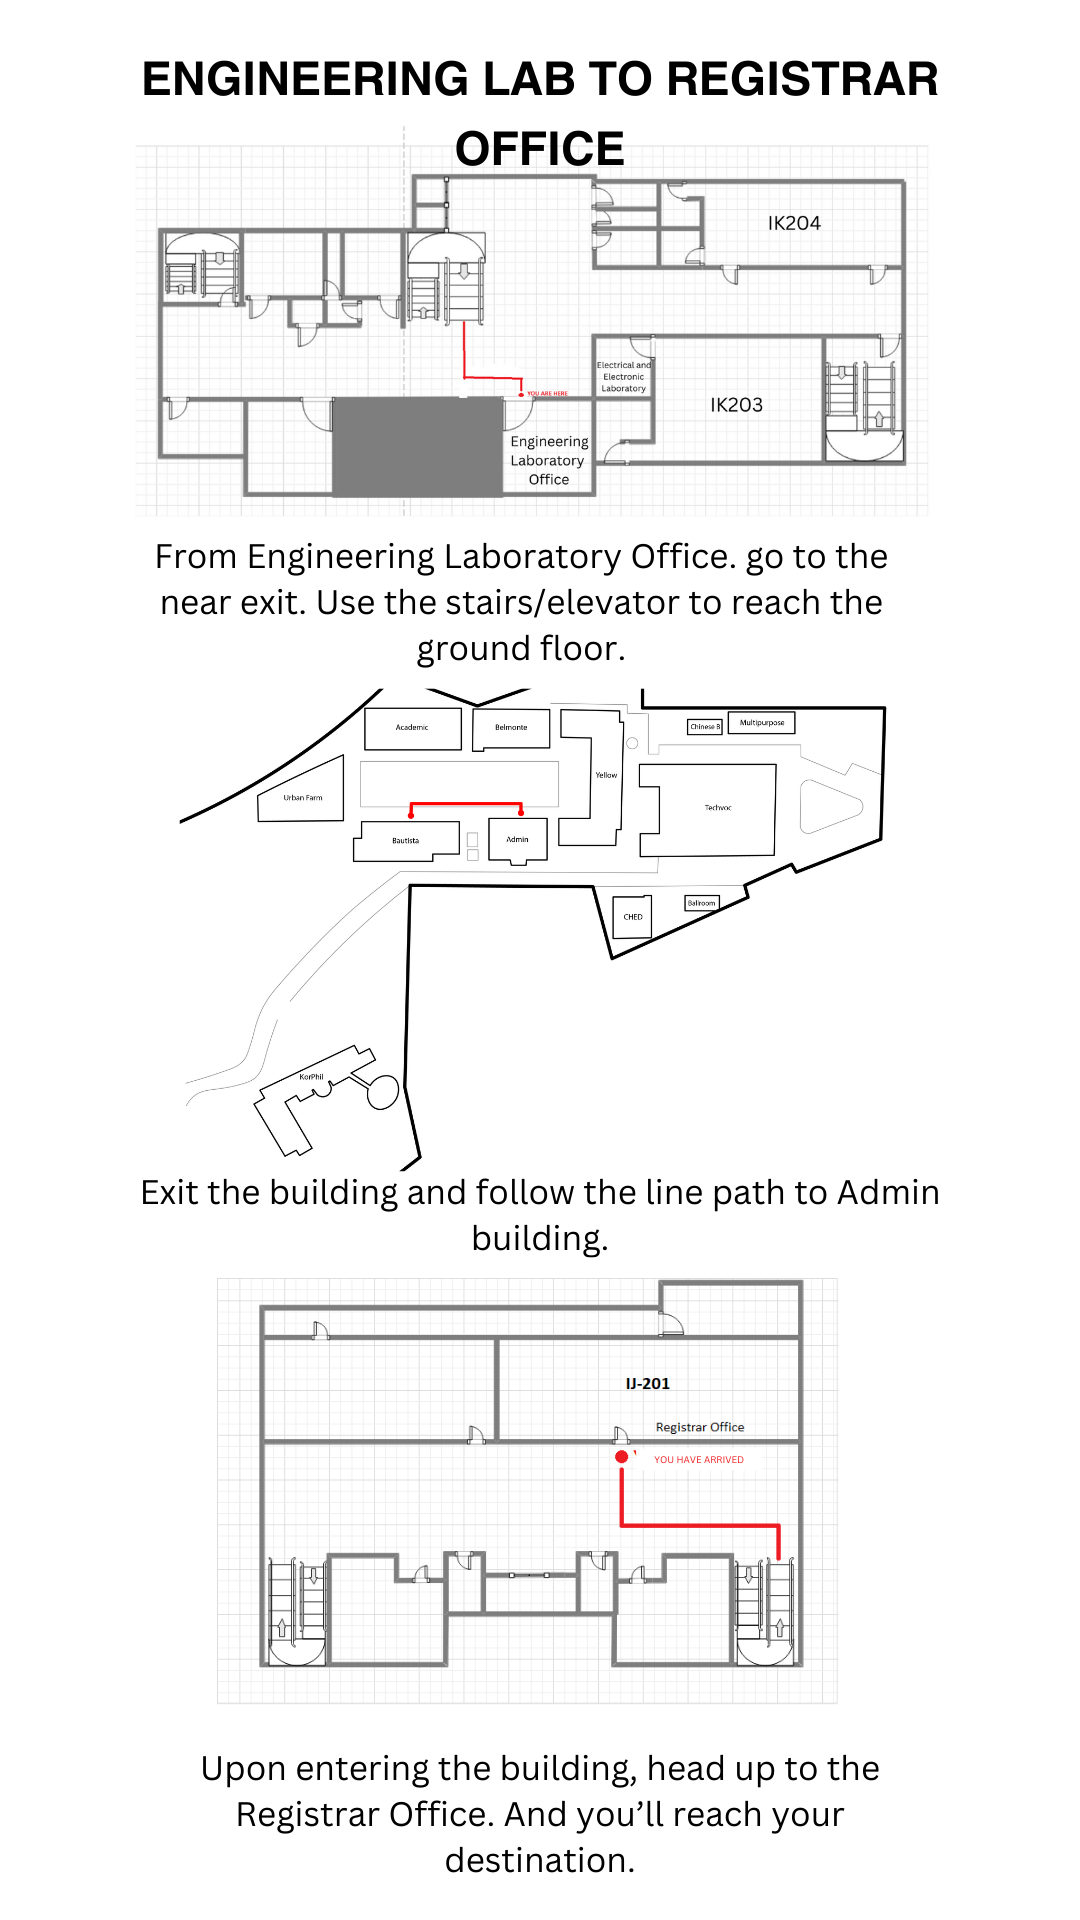 ENGINEERING LAB TO REGISTRAR
OFFICE
IK204
Electrical and
Electronic
Laboratory
YOU ARE HERE
IK203
Engineering
Laboratory
Office
From Engineering Laboratory Office. go to the
near exit. Use the stairs/elevator to reach the
ground floor.
Academic
Belmonte
Chinese B
Multipurpose
Yellow
Urban Farm
Techvoc
Bautista
Admin
CHED
Ballroom
KorPhil
Exit the building and follow the line path to Admin
building.
IJ-201
Registrar Office
YOU HAVE ARRIVED
Upon entering the building, head up to the
Registrar Office. And you’ll reach your
destination.